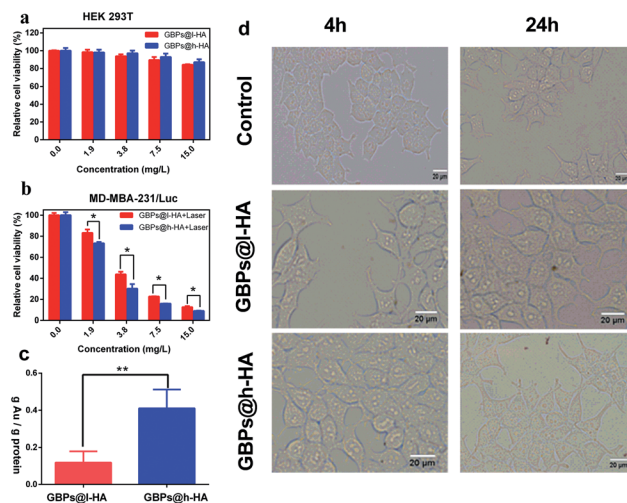 a
HEK 293T
GBPs@l-HA
GBPs@h-HA
Relative cell viability (%)
120
100
80
60
40
20
0
0.0 1.9 3.8 7.5 15.0
Concentration (mg/L)
b
MD-MBA-231/Luc
GBPs@l-HA+Laser
GBPs@h-HA+Laser
Relative cell viability (%)
100
80
60
40
20
0
* * * *
0.0 1.9 3.8 7.5 15.0
Concentration (mg/L)
c
**
g Au / g protein
0.6
0.4
0.2
0.0
GBPs@l-HA GBPs@h-HA
d
4h 24h
Control
20 μm 20 μm
GBPs@l-HA
20 μm 20 μm
GBPs@h-HA
20 μm 20 μm